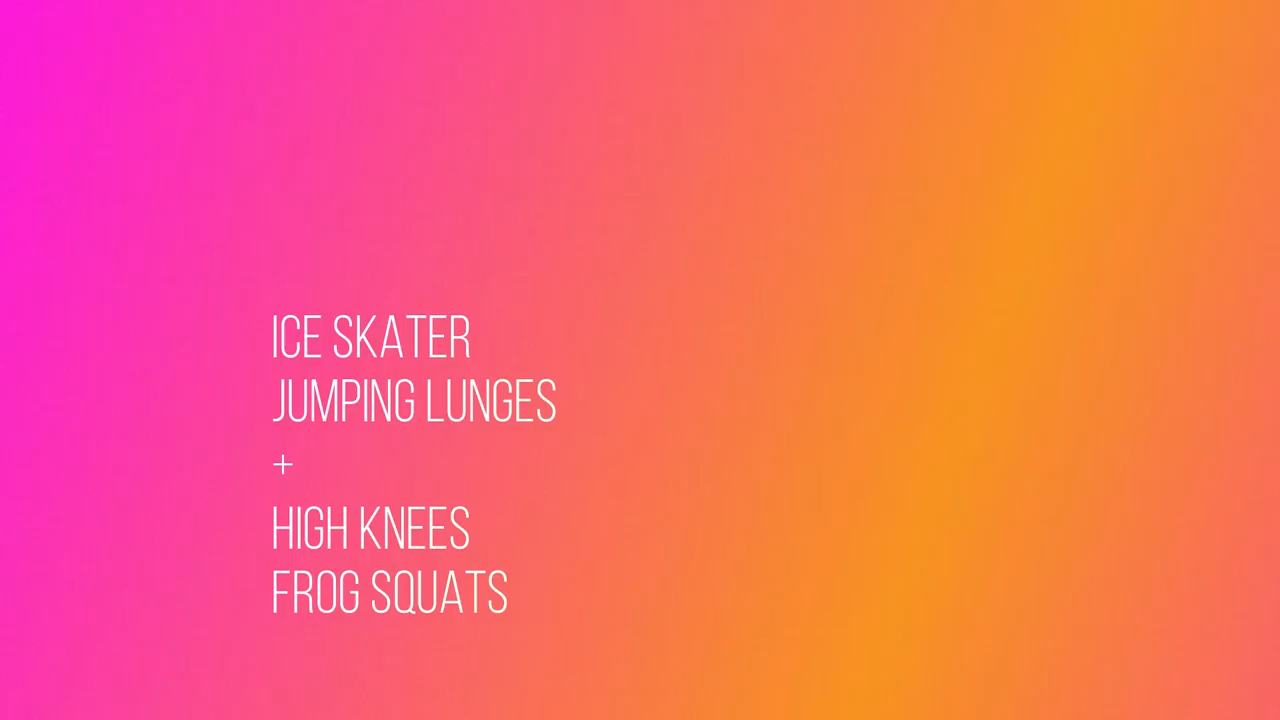 ICE SKATER
JUMPING LUNGES
+
HIGH KNEES
FROG SQUATS